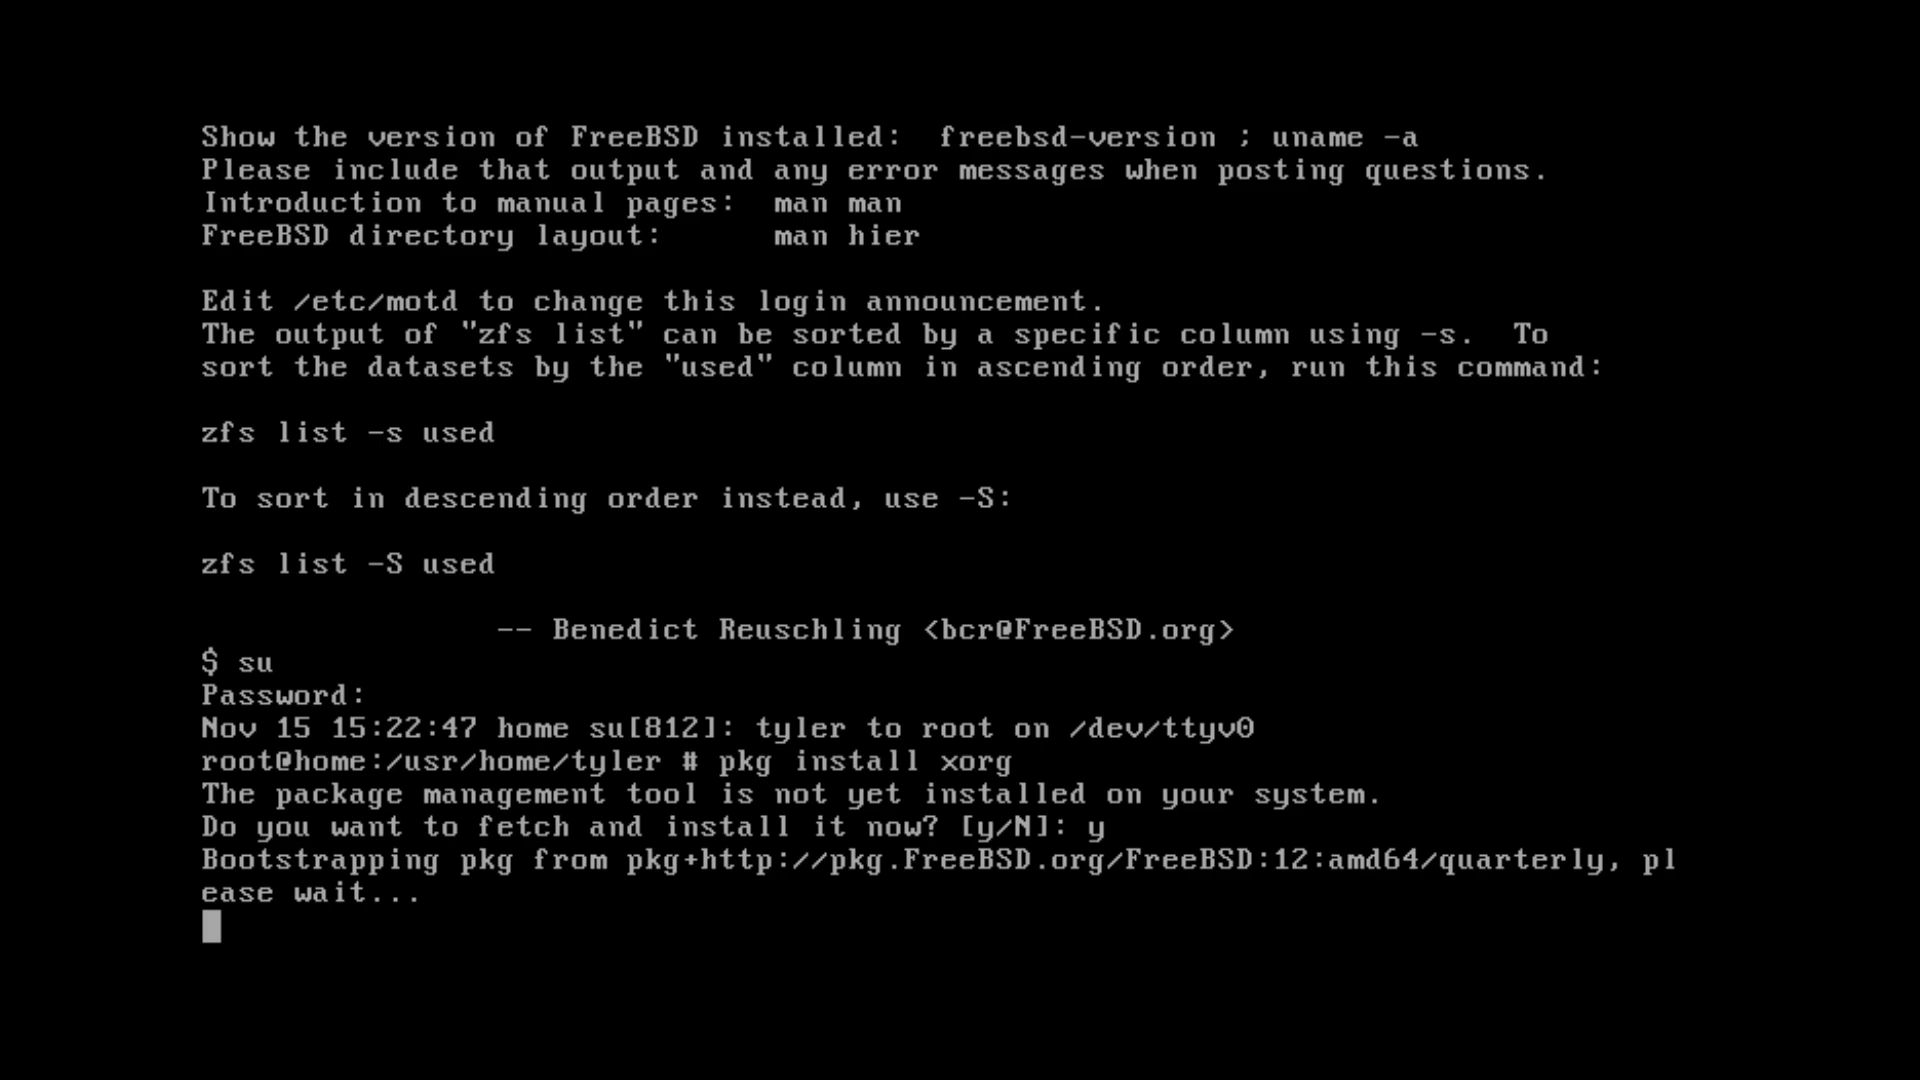 Show the version of FreeBSD installed:  freebsd-version ; uname -a
Please include that output and any error messages when posting questions.
Introduction to manual pages:  man man
FreeBSD directory layout:      man hier
Edit /etc/motd to change this login announcement.
The output of "zfs list" can be sorted by a specific column using -s.  To
sort the datasets by the "used" column in ascending order, run this command:
zfs list -s used
To sort in descending order instead, use -S:
zfs list -S used
-- Benedict Reuschling <bcr@FreeBSD.org>
$ su
Password:
Nov 15 15:22:47 home su[812]: tyler to root on /dev/ttyv0
root@home:/usr/home/tyler # pkg install xorg
The package management tool is not yet installed on your system.
Do you want to fetch and install it now? [y/N]: y
Bootstrapping pkg from pkg+http://pkg.FreeBSD.org/FreeBSD:12:amd64/quarterly, pl
ease wait...